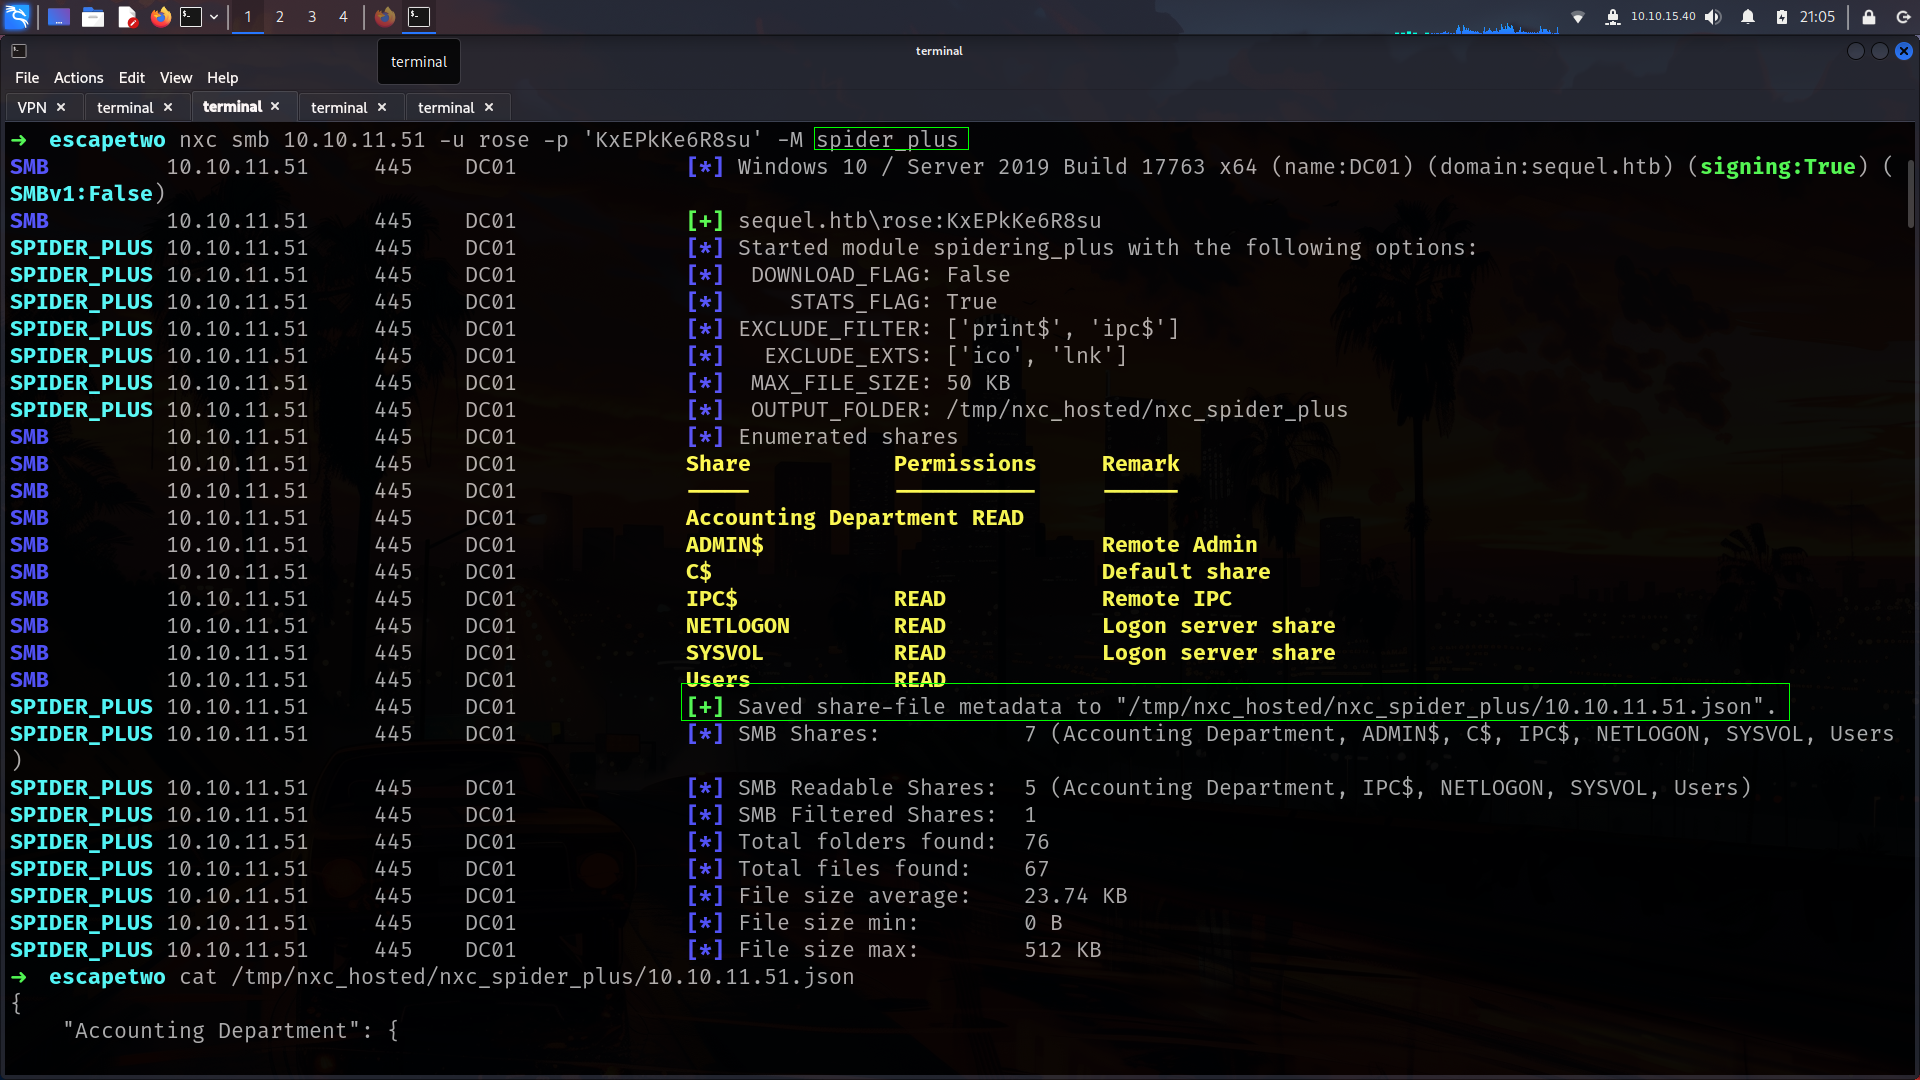 1 2 3 4 10.10.15.40 21:05
terminal
terminal
File Actions Edit View Help
VPN × terminal × terminal × terminal × terminal ×
→ escapetwo nxc smb 10.10.11.51 -u rose -p 'KxEPkKe6R8su' -M spider_plus
SMB 10.10.11.51 445 DC01 [*] Windows 10 / Server 2019 Build 17763 x64 (name:DC01) (domain:sequel.htb) (signing:True) (
SMBv1:False)
SMB 10.10.11.51 445 DC01 [+] sequel.htb\rose:KxEPkKe6R8su
SPIDER_PLUS 10.10.11.51 445 DC01 [*] Started module spidering_plus with the following options:
SPIDER_PLUS 10.10.11.51 445 DC01 [*] DOWNLOAD_FLAG: False
SPIDER_PLUS 10.10.11.51 445 DC01 [*] STATS_FLAG: True
SPIDER_PLUS 10.10.11.51 445 DC01 [*] EXCLUDE_FILTER: ['print$', 'ipc$']
SPIDER_PLUS 10.10.11.51 445 DC01 [*] EXCLUDE_EXTS: ['ico', 'lnk']
SPIDER_PLUS 10.10.11.51 445 DC01 [*] MAX_FILE_SIZE: 50 KB
SPIDER_PLUS 10.10.11.51 445 DC01 [*] OUTPUT_FOLDER: /tmp/nxc_hosted/nxc_spider_plus
SMB 10.10.11.51 445 DC01 [*] Enumerated shares
SMB 10.10.11.51 445 DC01 Share Permissions Remark
SMB 10.10.11.51 445 DC01 ----- ----------- ------
SMB 10.10.11.51 445 DC01 Accounting Department READ
SMB 10.10.11.51 445 DC01 ADMIN$ Remote Admin
SMB 10.10.11.51 445 DC01 C$ Default share
SMB 10.10.11.51 445 DC01 IPC$ READ Remote IPC
SMB 10.10.11.51 445 DC01 NETLOGON READ Logon server share
SMB 10.10.11.51 445 DC01 SYSVOL READ Logon server share
SMB 10.10.11.51 445 DC01 Users READ
SPIDER_PLUS 10.10.11.51 445 DC01 [+] Saved share-file metadata to "/tmp/nxc_hosted/nxc_spider_plus/10.10.11.51.json".
SPIDER_PLUS 10.10.11.51 445 DC01 [*] SMB Shares: 7 (Accounting Department, ADMIN$, C$, IPC$, NETLOGON, SYSVOL, Users
)
SPIDER_PLUS 10.10.11.51 445 DC01 [*] SMB Readable Shares: 5 (Accounting Department, IPC$, NETLOGON, SYSVOL, Users)
SPIDER_PLUS 10.10.11.51 445 DC01 [*] SMB Filtered Shares: 1
SPIDER_PLUS 10.10.11.51 445 DC01 [*] Total folders found: 76
SPIDER_PLUS 10.10.11.51 445 DC01 [*] Total files found: 67
SPIDER_PLUS 10.10.11.51 445 DC01 [*] File size average: 23.74 KB
SPIDER_PLUS 10.10.11.51 445 DC01 [*] File size min: 0 B
SPIDER_PLUS 10.10.11.51 445 DC01 [*] File size max: 512 KB
→ escapetwo cat /tmp/nxc_hosted/nxc_spider_plus/10.10.11.51.json
{
"Accounting Department": {